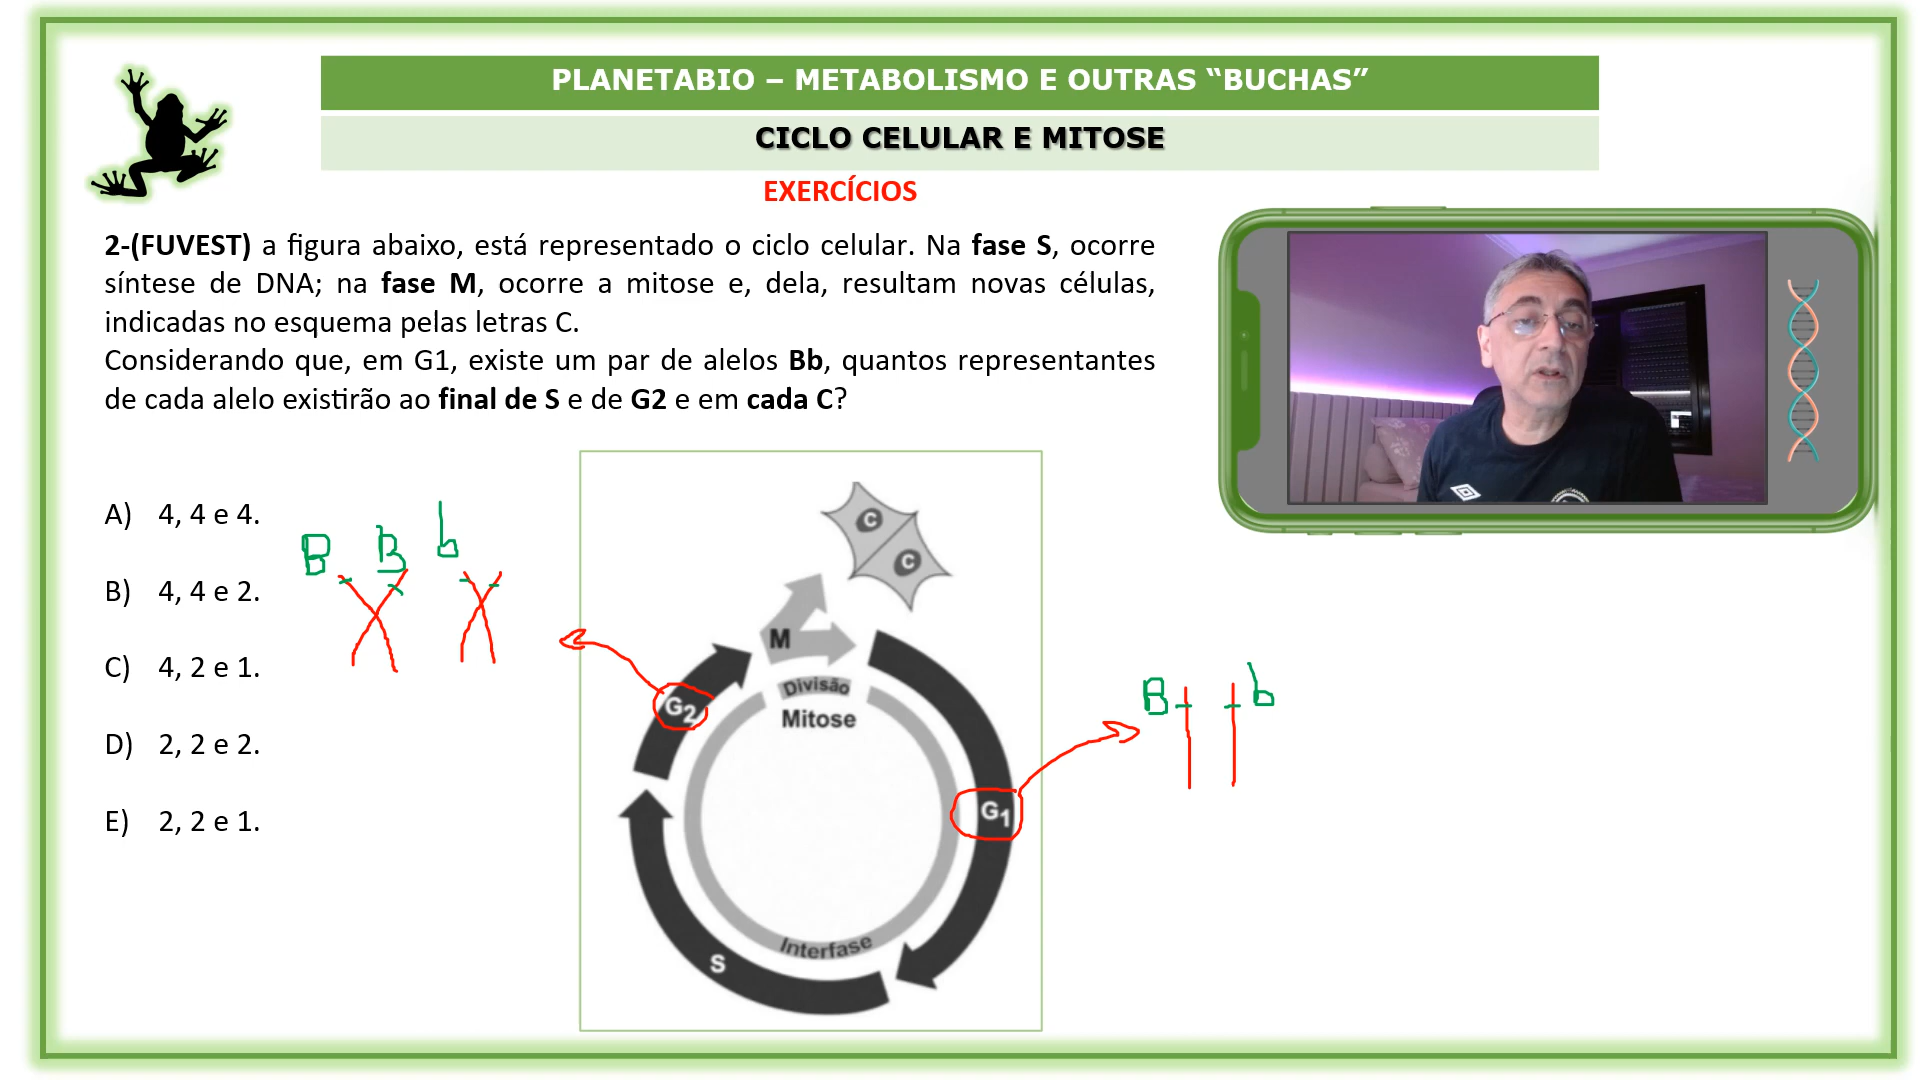 PLANETABIO – METABOLISMO E OUTRAS “BUCHAS”
CICLO CELULAR E MITOSE
EXERCÍCIOS
2-(FUVEST) a figura abaixo, está representado o ciclo celular. Na fase S, ocorre
síntese de DNA; na fase M, ocorre a mitose e, dela, resultam novas células,
indicadas no esquema pelas letras C.
Considerando que, em G1, existe um par de alelos Bb, quantos representantes
de cada alelo existirão ao final de S e de G2 e em cada C?
A) 4, 4 e 4.
B) 4, 4 e 2.
C) 4, 2 e 1.
D) 2, 2 e 2.
E) 2, 2 e 1.
B B b
C
C
M
Divisão
Mitose
G2
G1
Interfase
S
B b